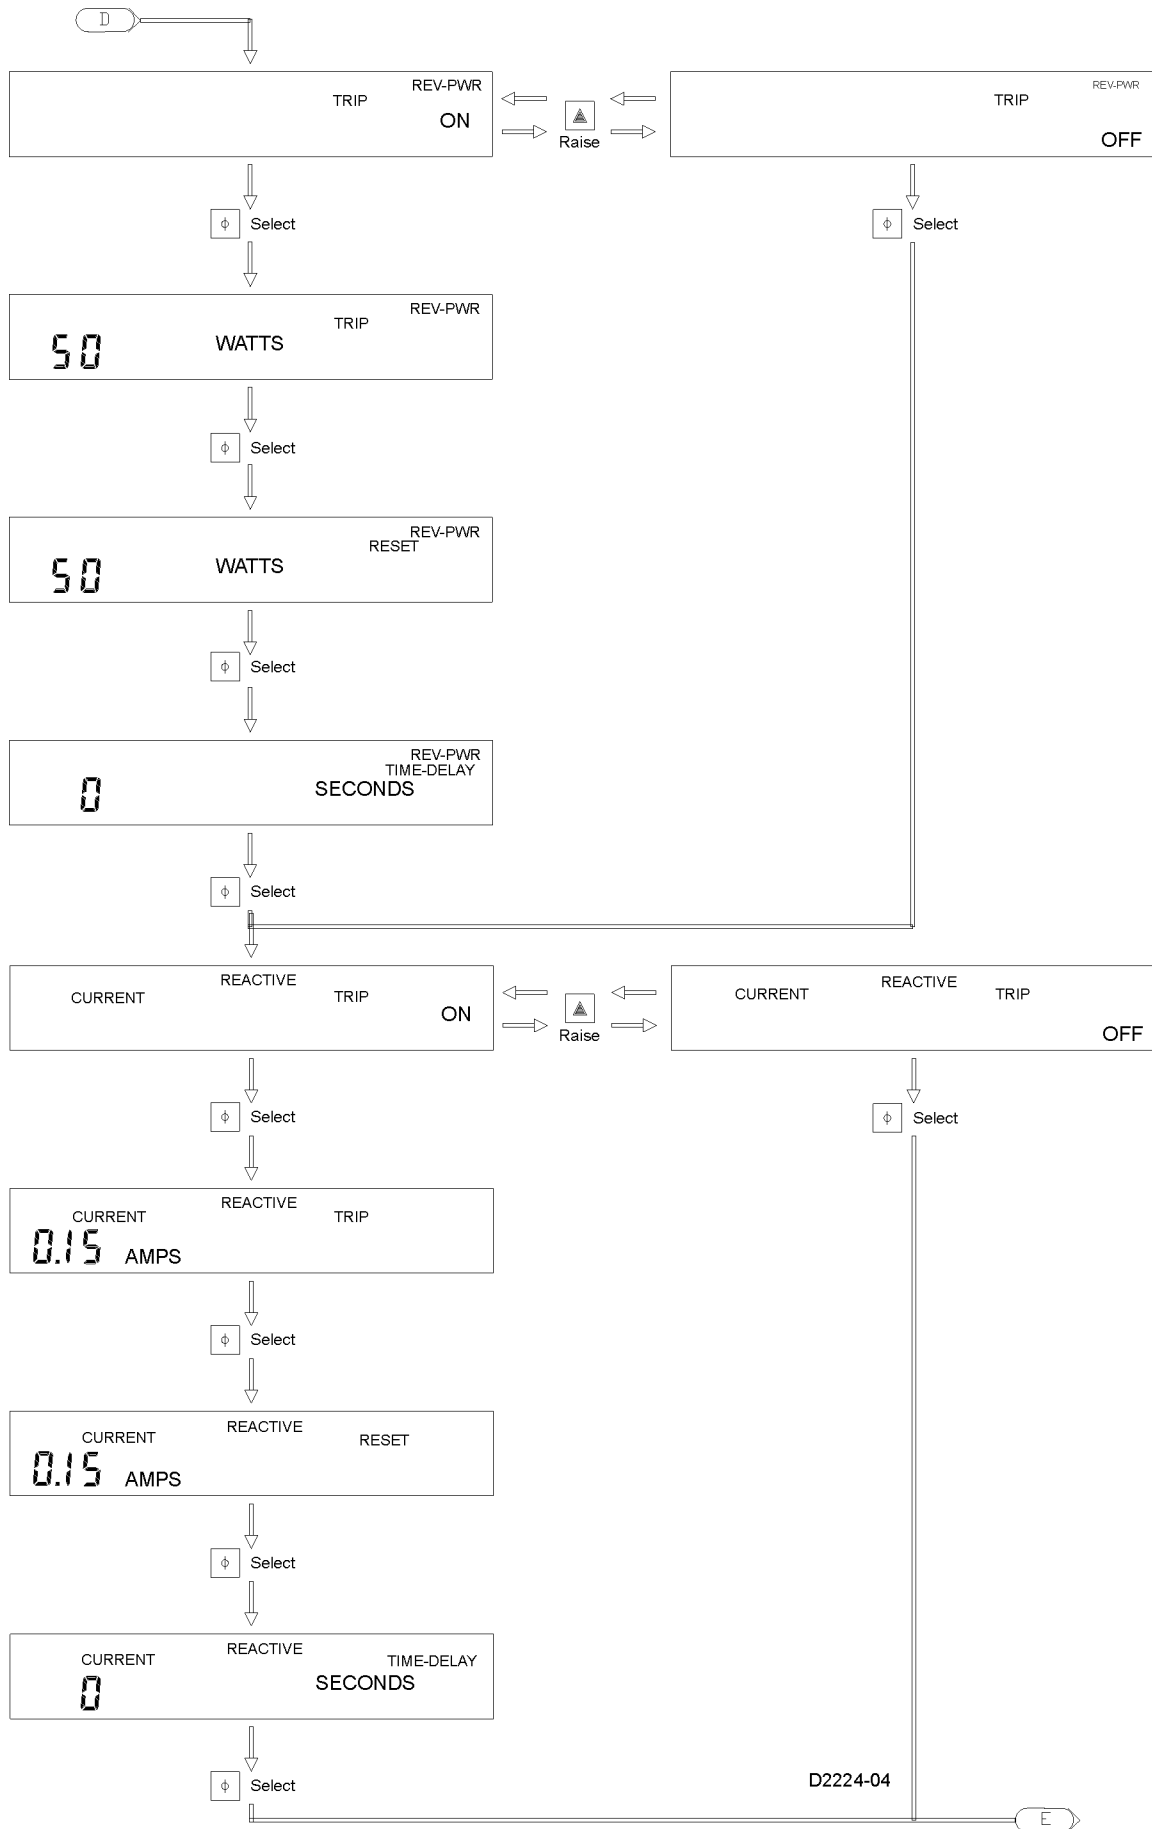 D
REV-PWR
TRIP
ON
Raise
REV-PWR
TRIP
OFF
Select
Select
REV-PWR
TRIP
50 WATTS
Select
REV-PWR
RESET
50 WATTS
Select
REV-PWR
TIME-DELAY
0 SECONDS
Select
REACTIVE
CURRENT TRIP
ON
Raise
REACTIVE
CURRENT TRIP
OFF
Select
Select
REACTIVE
CURRENT TRIP
0.15 AMPS
Select
REACTIVE
CURRENT RESET
0.15 AMPS
Select
REACTIVE
CURRENT TIME-DELAY
0 SECONDS
Select
D2224-04
E